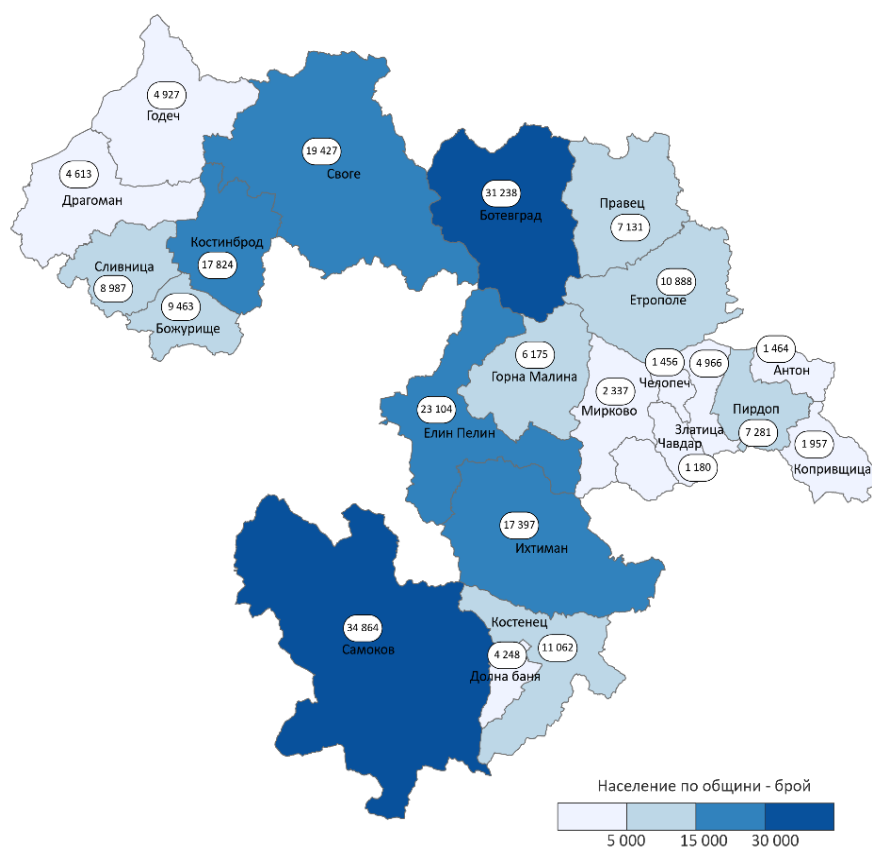 4 927
Годеч
19 427
Своге
4 613
Драгоман
31 238
Ботевград
Правец
7 131
Костинброд
17 824
Сливница
8 987
9 463
Божурище
10 888
Етрополе
6 175
Горна Малина
1 456
Челопеч
4 966
Златица
1 464
Антон
2 337
Мирково
23 104
Елин Пелин
Пирдоп
7 281
Чавдар
1 180
1 957
Копривщица
17 397
Ихтиман
34 864
Самоков
Костенец
11 062
4 248
Долна баня
Население по общини - брой
5 000 15 000 30 000